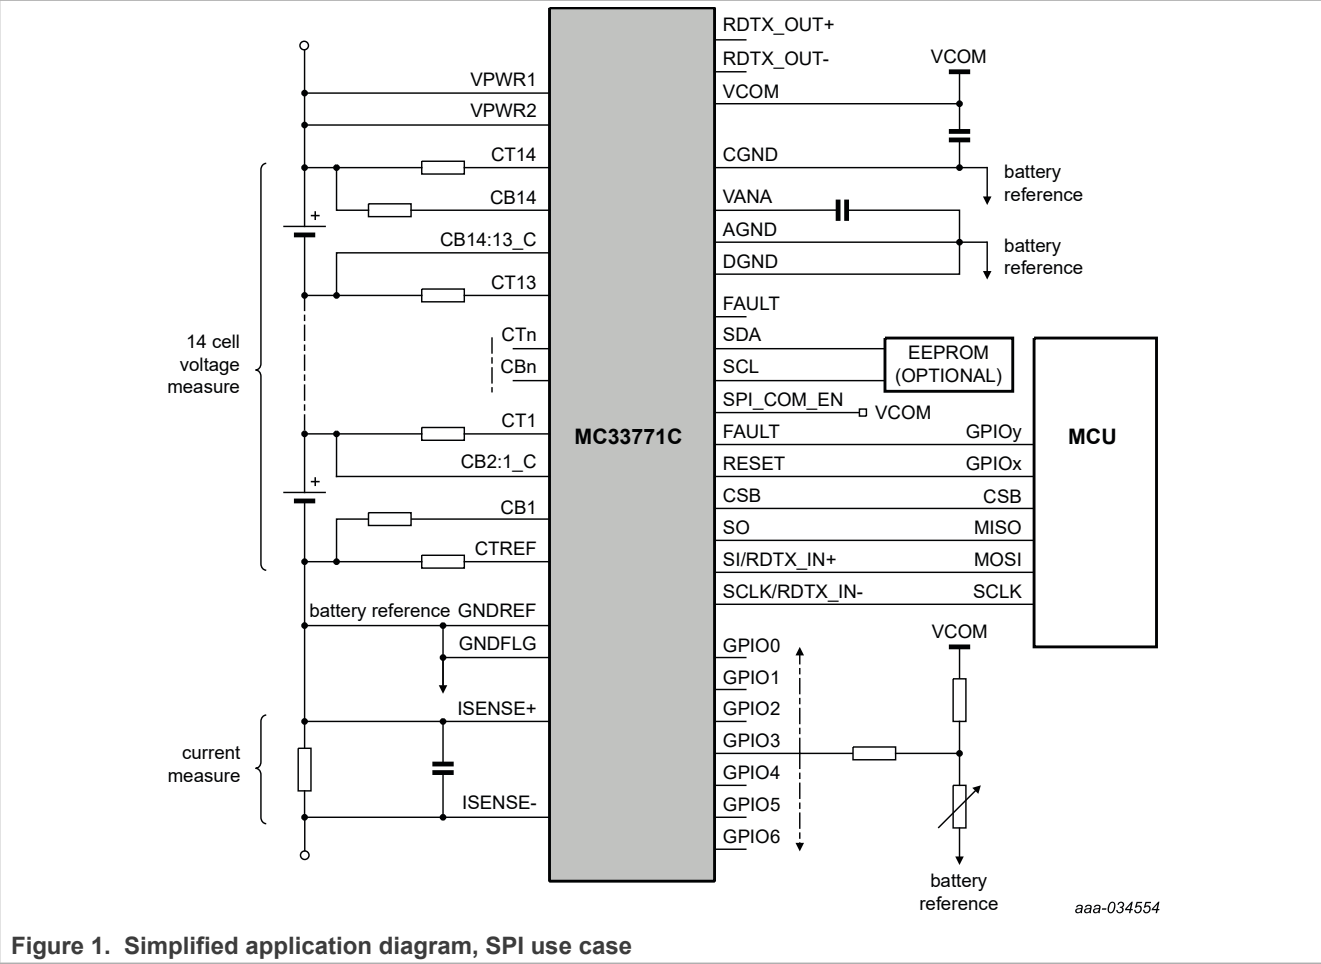 VPWR1
VPWR2
CT14
CB14
+
CB14:13_C
CT13
14 cell
voltage
measure
CTn
CBn
CT1
CB2:1_C
+
CB1
CTREF
battery reference GNDREF
GNDFLG
ISENSE+
current
measure
ISENSE-
MC33771C
RDTX_OUT+
RDTX_OUT-
VCOM
VCOM
CGND
battery
reference
VANA
AGND
battery
reference
DGND
FAULT
SDA
SCL
EEPROM
(OPTIONAL)
SPI_COM_EN
VCOM
FAULT
GPIOy
RESET
GPIOx
CSB
CSB
SO
MISO
SI/RDTX_IN+
MOSI
SCLK/RDTX_IN-
SCLK
MCU
GPIO0
GPIO1
GPIO2
GPIO3
GPIO4
GPIO5
GPIO6
VCOM
battery
reference
aaa-034554
Figure 1. Simplified application diagram, SPI use case